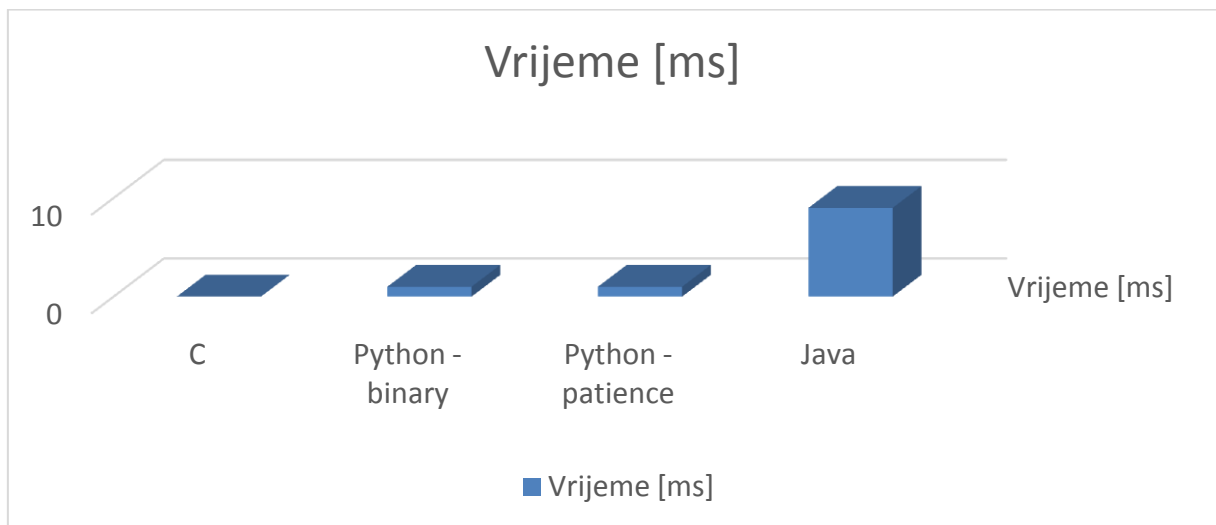 Vrijeme [ms]
10
0
Vrijeme [ms]
C
Python -
binary
Python -
patience
Java
Vrijeme [ms]